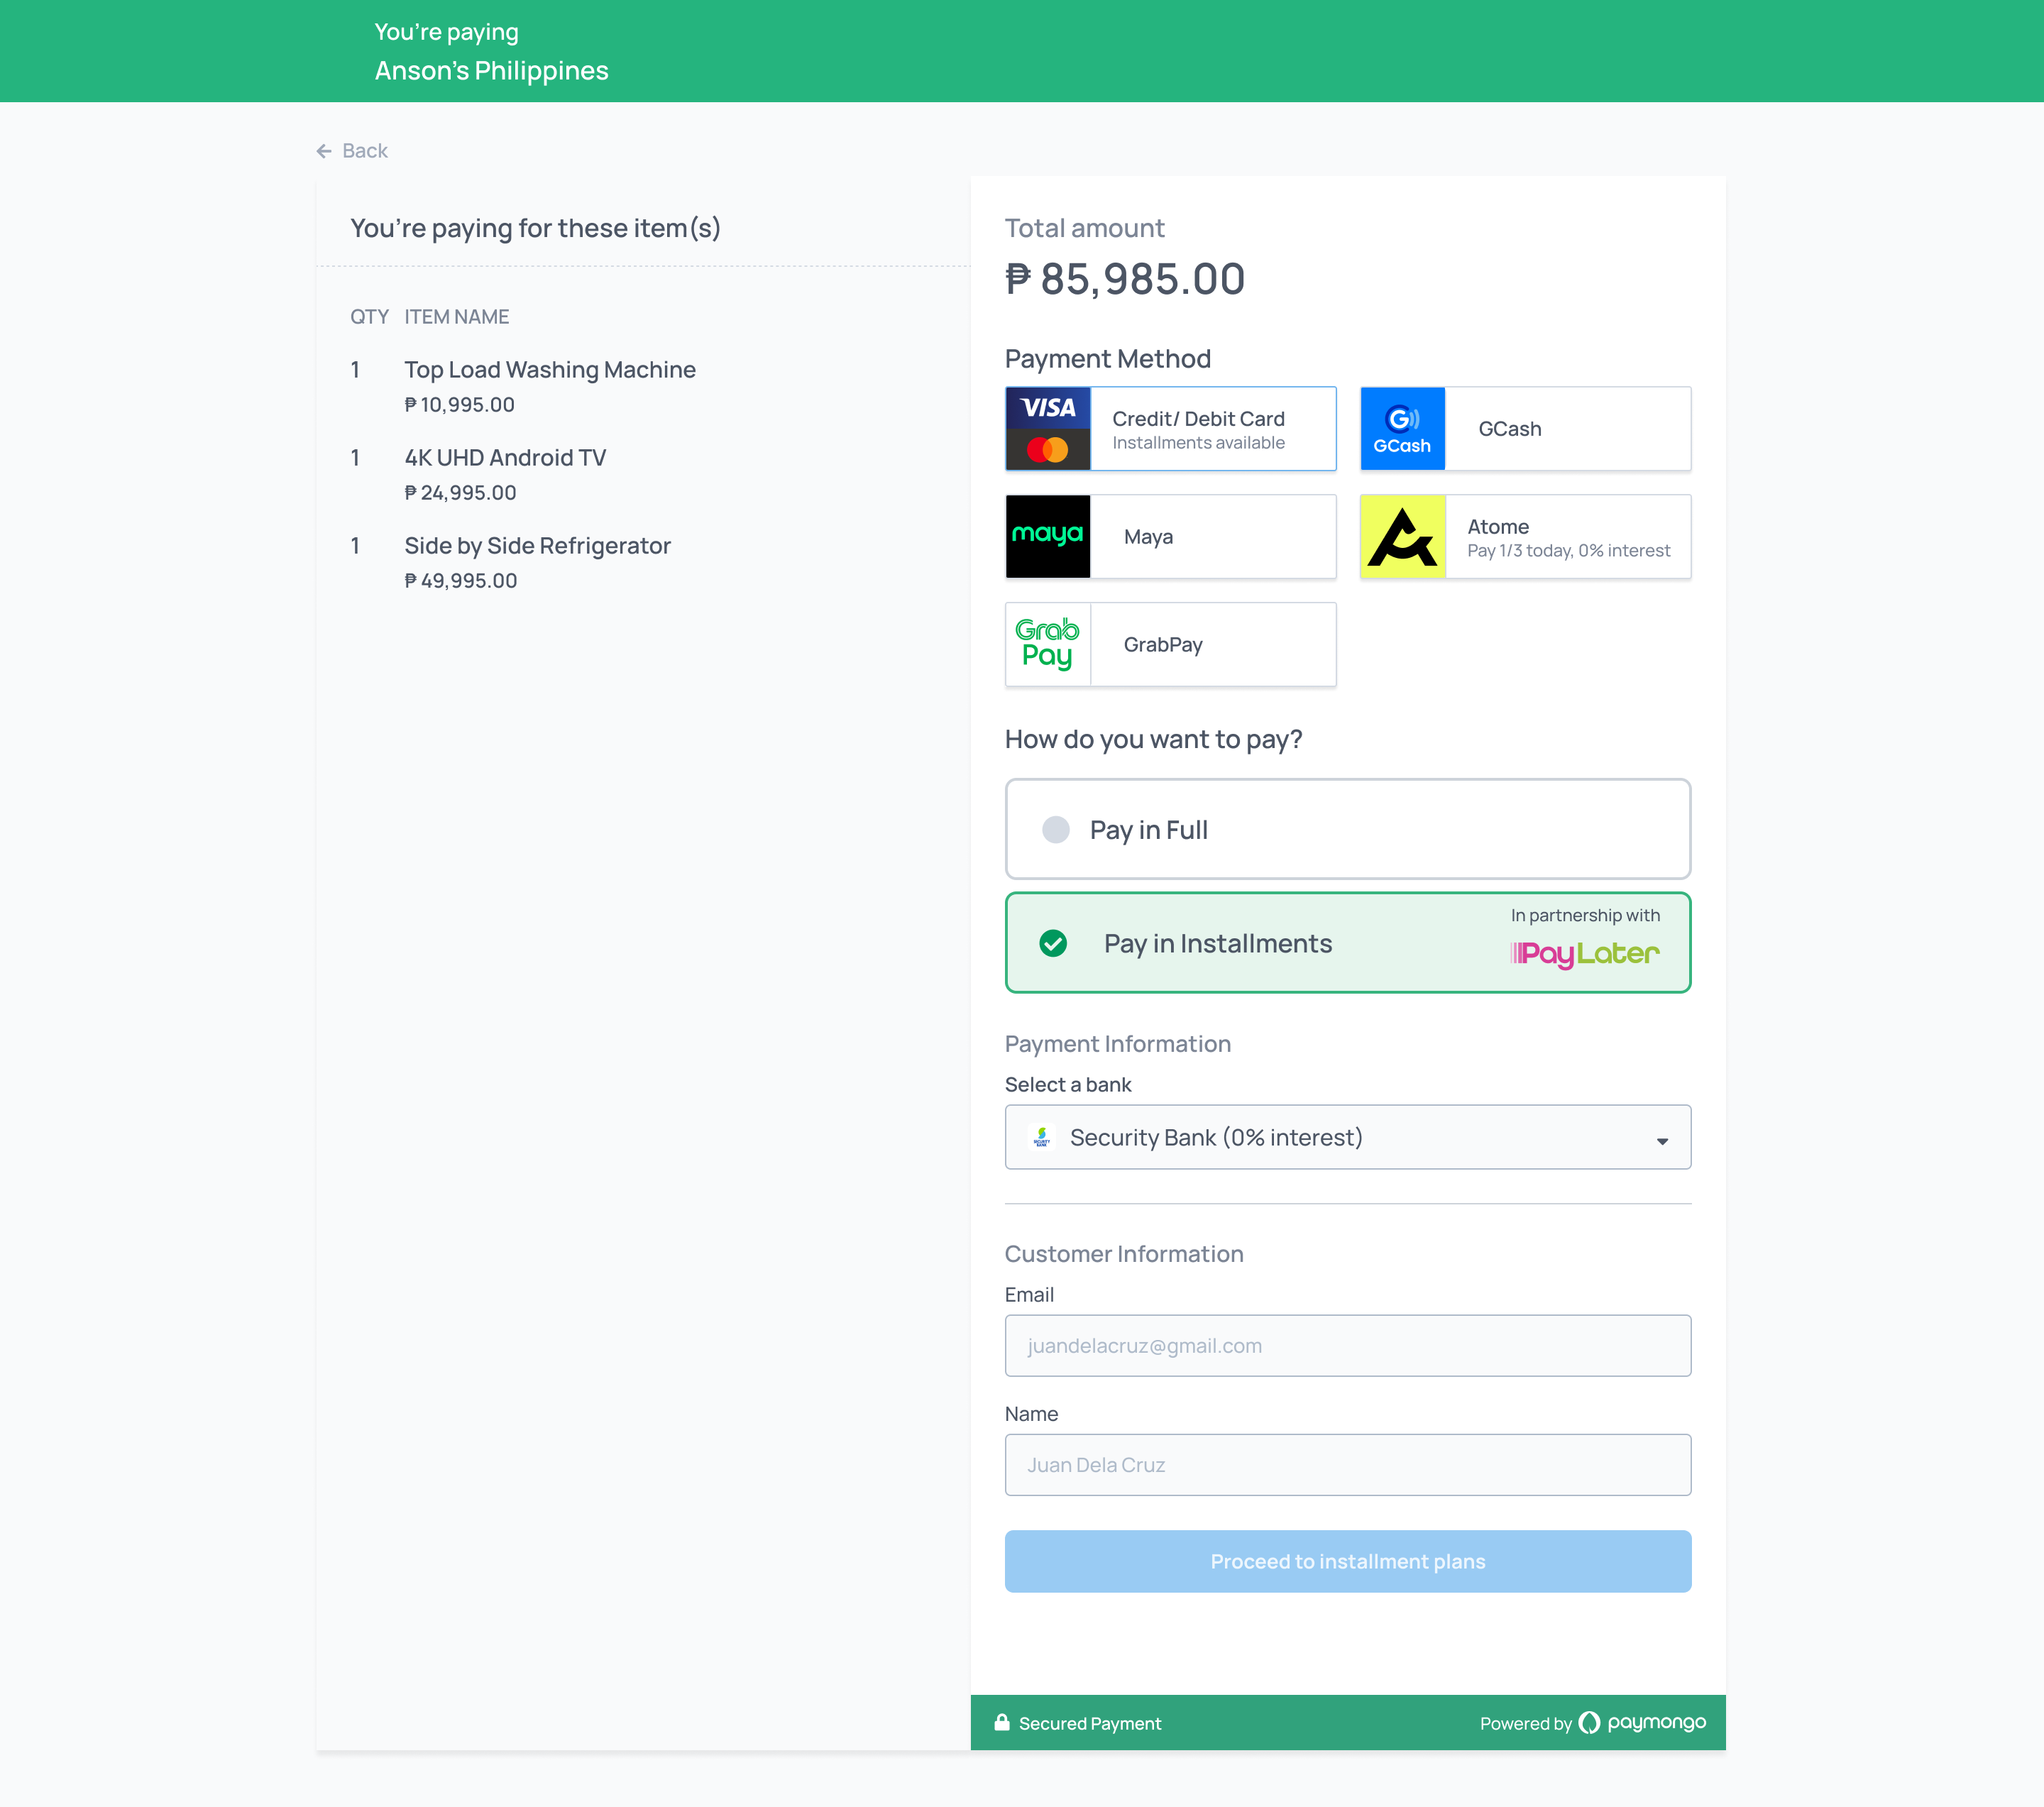 You're paying
Anson's Philippines
Back
You're paying for these item(s)
QTY ITEM NAME
1 Top Load Washing Machine
₱ 10,995.00
1 4K UHD Android TV
₱ 24,995.00
1 Side by Side Refrigerator
₱ 49,995.00
Total amount
₱ 85,985.00
Payment Method
VISA
Credit/ Debit Card
Installments available
G
GCash
GCash
maya
Maya
Atome
Pay 1/3 today, 0% interest
Grab
Pay
GrabPay
How do you want to pay?
Pay in Full
Pay in Installments
In partnership with
PayLater
Payment Information
Select a bank
SECURITY
BANK
Security Bank (0% interest)
Customer Information
Email
juandelacruz@gmail.com
Name
Juan Dela Cruz
Proceed to installment plans
Secured Payment
Powered by paymongo